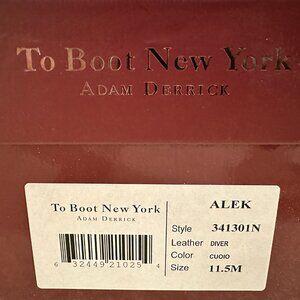 To Boot New York
ADAM DERRICK
To Boot New York
ADAM DERRICK
6 32449 21025 4
ALEK
Style 341301N
Leather DIVER
Color CUOIO
Size 11.5M